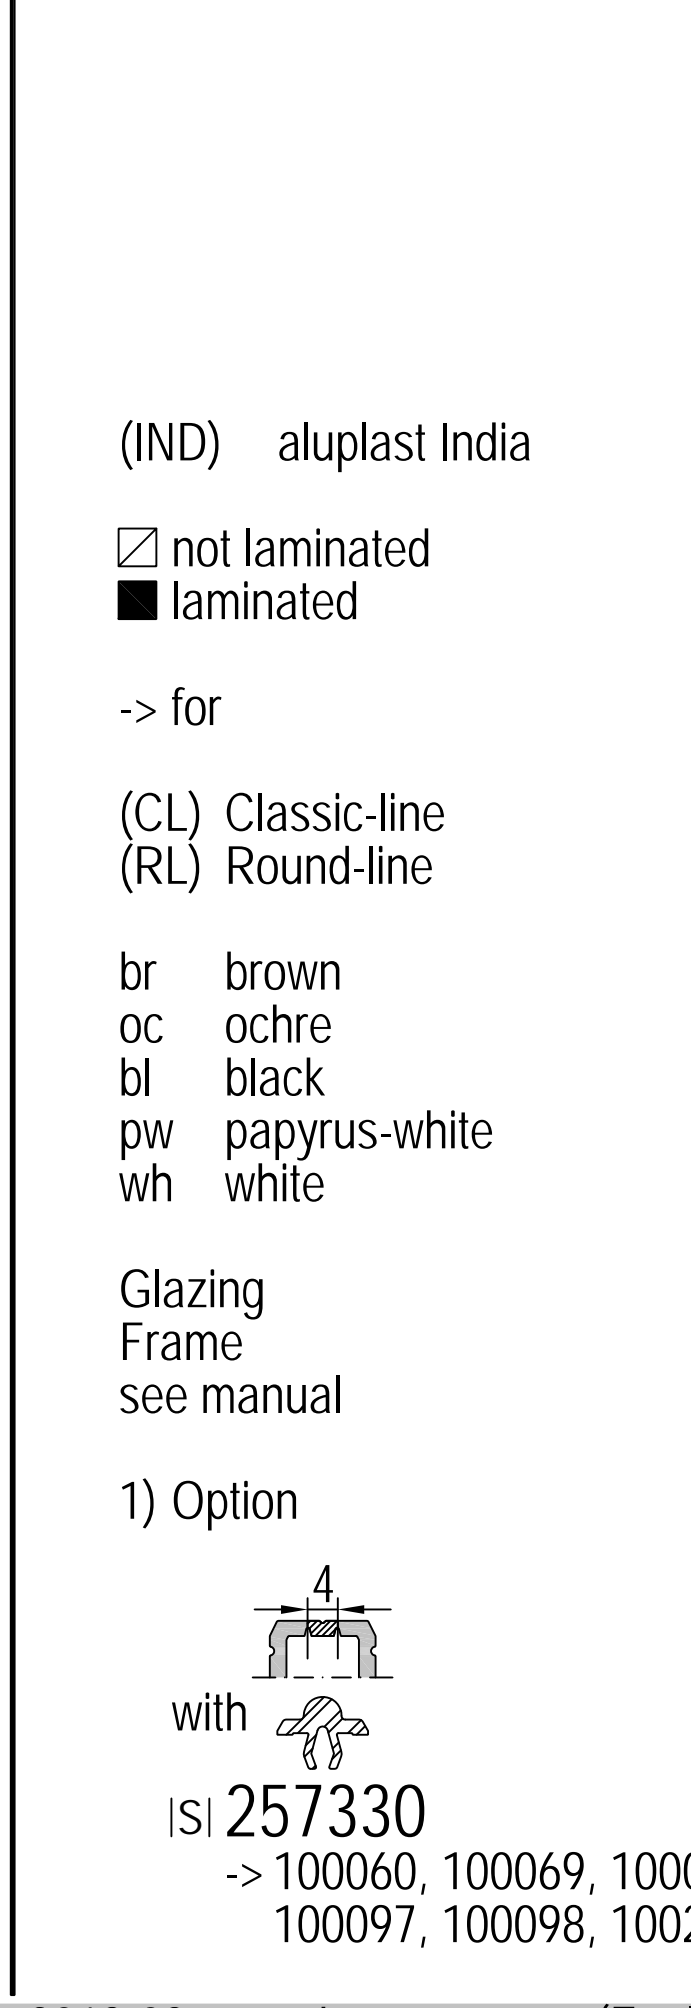 (IND) aluplast India
not laminated
laminated
-> for
(CL) Classic-line
(RL) Round-line
br brown
oc ochre
bl black
pw papyrus-white
wh white
Glazing
Frame
see manual
1) Option
4
with
|S| 257330
-> 100060, 100069,
100097, 100098,